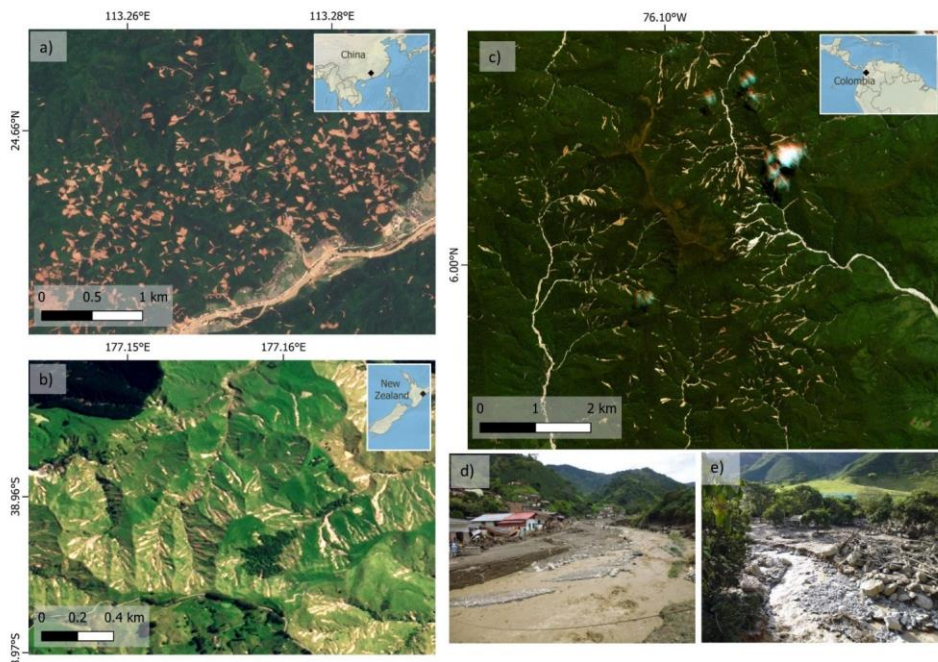 113.26°E 113.28°E
a)
China
24.66°N
0 0.5 1 km
76.10°W
c)
Colombia
6.00°N
0 1 2 km
177.15°E 177.16°E
b)
New
Zealand
38.96°S
0 0.2 0.4 km
d)
e)